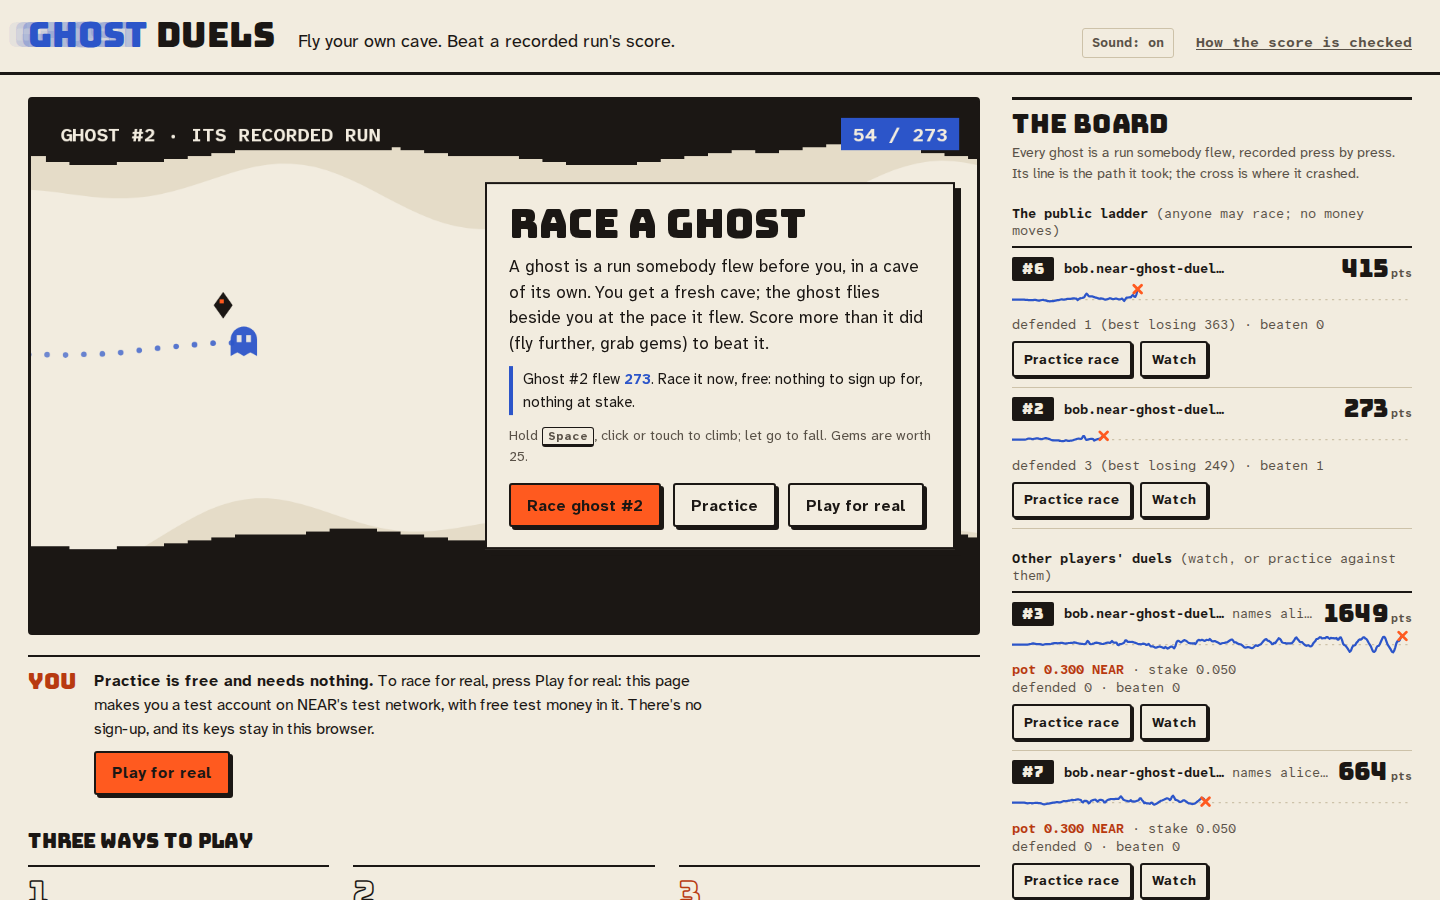 GHOST DUELS
Fly your own cave. Beat a recorded run's score.
Sound: on
How the score is checked
GHOST #2 · ITS RECORDED RUN
54 / 273
RACE A GHOST
A ghost is a run somebody flew before you, in a cave
of its own. You get a fresh cave; the ghost flies
beside you at the pace it flew. Score more than it did
(fly further, grab gems) to beat it.
Ghost #2 flew 273. Race it now, free: nothing to sign up for,
nothing at stake.
Hold Space, click or touch to climb; let go to fall. Gems are worth
25.
Race ghost #2
Practice
Play for real
YOU
Practice is free and needs nothing. To race for real, press Play for real: this page
makes you a test account on NEAR's test network, with free test money in it. There's no
sign-up, and its keys stay in this browser.
Play for real
THREE WAYS TO PLAY
1
2
3
THE BOARD
Every ghost is a run somebody flew, recorded press by press.
Its line is the path it took; the cross is where it crashed.
The public ladder (anyone may race; no money
moves)
#6 bob.near-ghost-duel… 415 pts
defended 1 (best losing 363) · beaten 0
Practice race
Watch
#2 bob.near-ghost-duel… 273 pts
defended 3 (best losing 249) · beaten 1
Practice race
Watch
Other players' duels (watch, or practice against
them)
#3 bob.near-ghost-duel… names ali… 1649 pts
pot 0.300 NEAR · stake 0.050
defended 0 · beaten 0
Practice race
Watch
#7 bob.near-ghost-duel… names alice… 664 pts
pot 0.300 NEAR · stake 0.050
defended 0 · beaten 0
Practice race
Watch